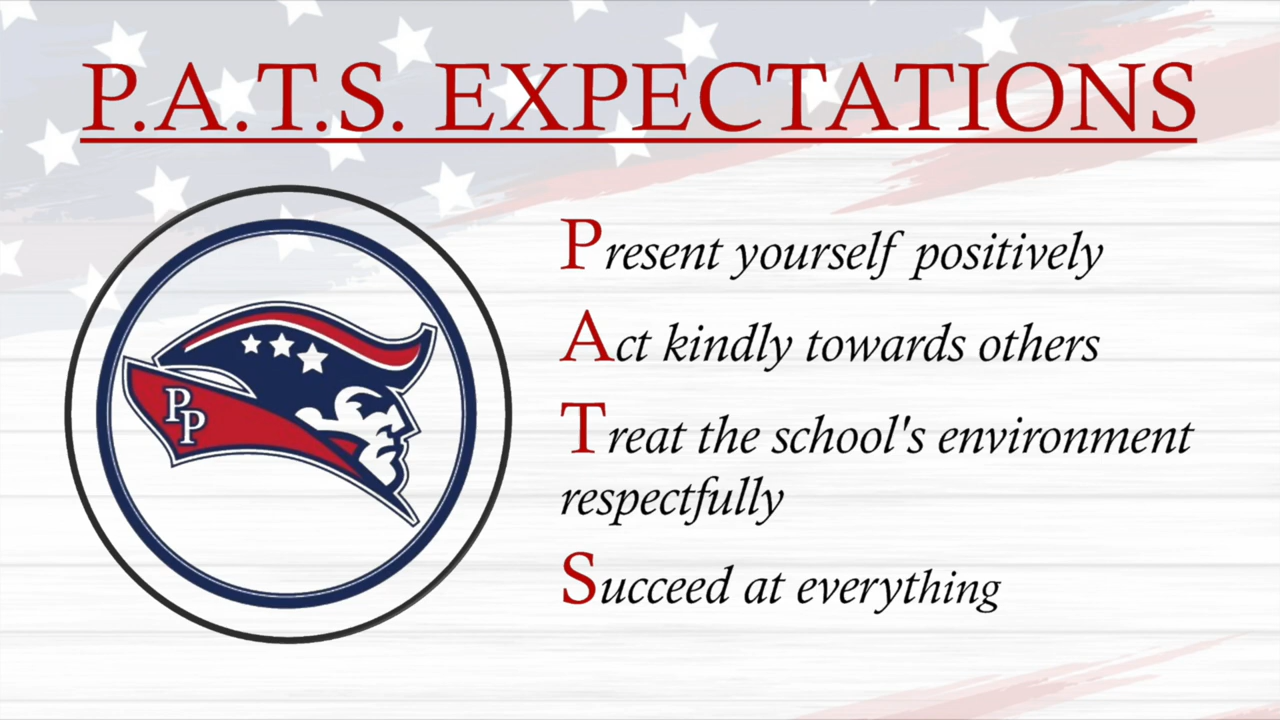 P.A.T.S. EXPECTATIONS
Present yourself positively
Act kindly towards others
Treat the school's environment
respectfully
Succeed at everything
PP